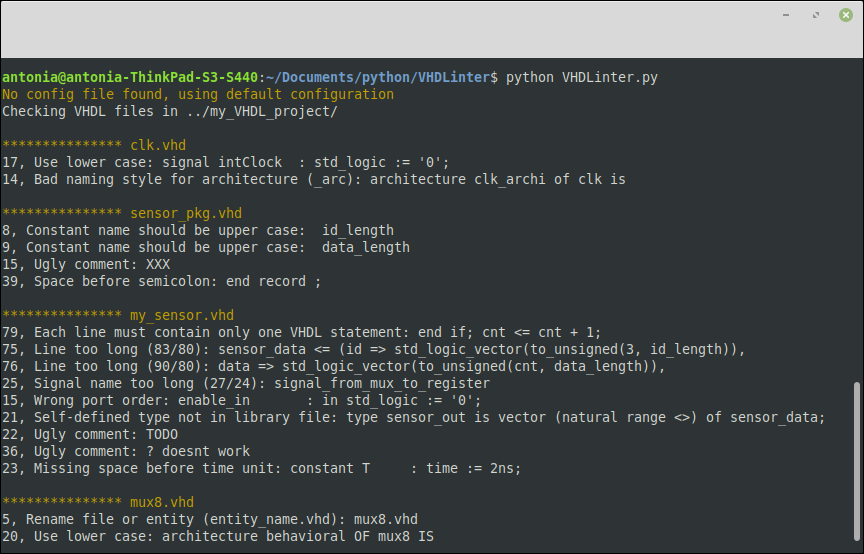 antonia@antonia-ThinkPad-S3-S440:~/Documents/python/VHDLinter$ python VHDLinter.py
No config file found, using default configuration
Checking VHDL files in ../my_VHDL_project/
*************** clk.vhd
17, Use lower case: signal intClock  : std_logic := '0';
14, Bad naming style for architecture (_arc): architecture clk_archi of clk is
*************** sensor_pkg.vhd
8, Constant name should be upper case:  id_length
9, Constant name should be upper case:  data_length
15, Ugly comment: XXX
39, Space before semicolon: end record ;
*************** my_sensor.vhd
79, Each line must contain only one VHDL statement: end if; cnt <= cnt + 1;
75, Line too long (83/80): sensor_data <= (id => std_logic_vector(to_unsigned(3, id_length)),
76, Line too long (90/80): data => std_logic_vector(to_unsigned(cnt, data_length)),
25, Signal name too long (27/24): signal_from_mux_to_register
15, Wrong port order: enable_in       : in std_logic := '0';
21, Self-defined type not in library file: type sensor_out is vector (natural range <>) of sensor_data;
22, Ugly comment: TODO
36, Ugly comment: ? doesnt work
23, Missing space before time unit: constant T     : time := 2ns;
*************** mux8.vhd
5, Rename file or entity (entity_name.vhd): mux8.vhd
20, Use lower case: architecture behavioral OF mux8 IS